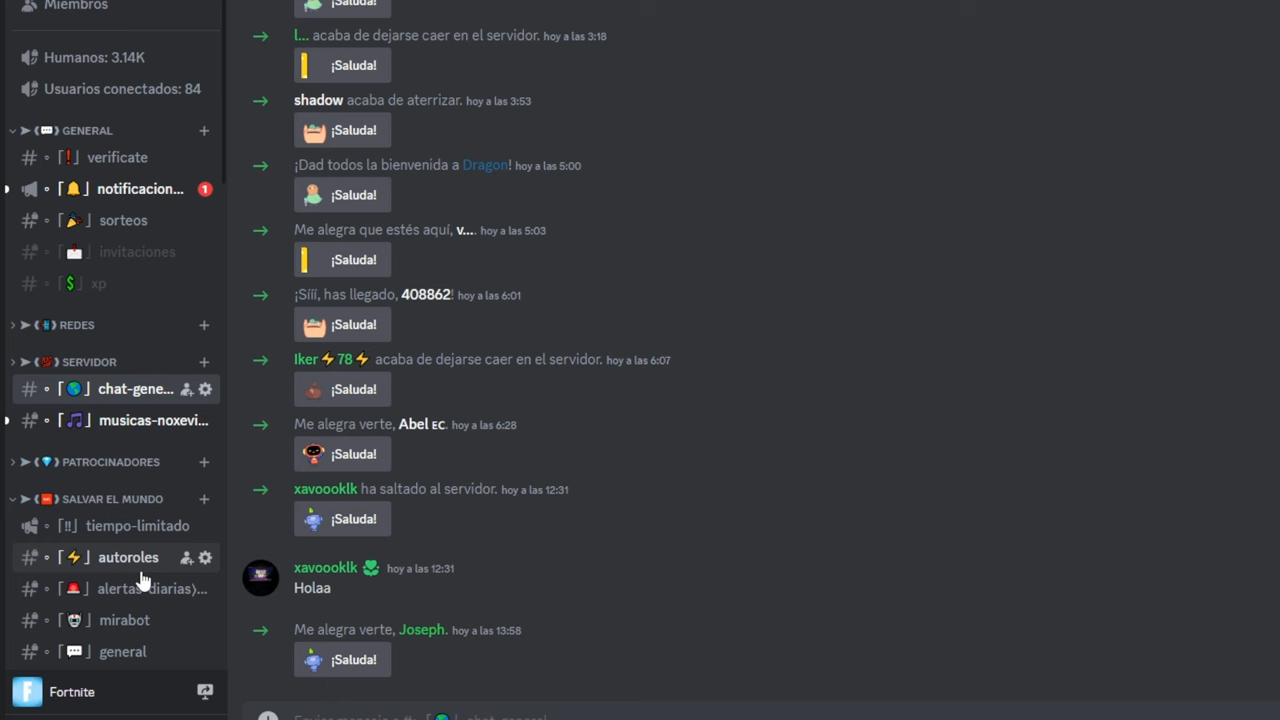 Miembros
Humanos: 3.14K
Usuarios conectados: 84
GENERAL
verificate
notificacion... 1
sorteos
invitaciones
xp
REDES
SERVIDOR
chat-gene...
musicas-noxevi...
PATROCINADORES
SALVAR EL MUNDO
tiempo-limitado
autoroles
alertas-diarias)...
mirabot
general
Fortnite
¡Saluda!
l... acaba de dejarse caer en el servidor. hoy a las 3:18
¡Saluda!
shadow acaba de aterrizar. hoy a las 3:53
¡Saluda!
¡Dad todos la bienvenida a Dragon! hoy a las 5:00
¡Saluda!
Me alegra que estés aquí, v.... hoy a las 5:03
¡Saluda!
¡Síií, has llegado, 408862! hoy a las 6:01
¡Saluda!
Iker⚡78⚡ acaba de dejarse caer en el servidor. hoy a las 6:07
¡Saluda!
Me alegra verte, Abel EC. hoy a las 6:28
¡Saluda!
xavoooklk ha saltado al servidor. hoy a las 12:31
¡Saluda!
xavoooklk hoy a las 12:31
Holaa
Me alegra verte, Joseph. hoy a las 13:58
¡Saluda!